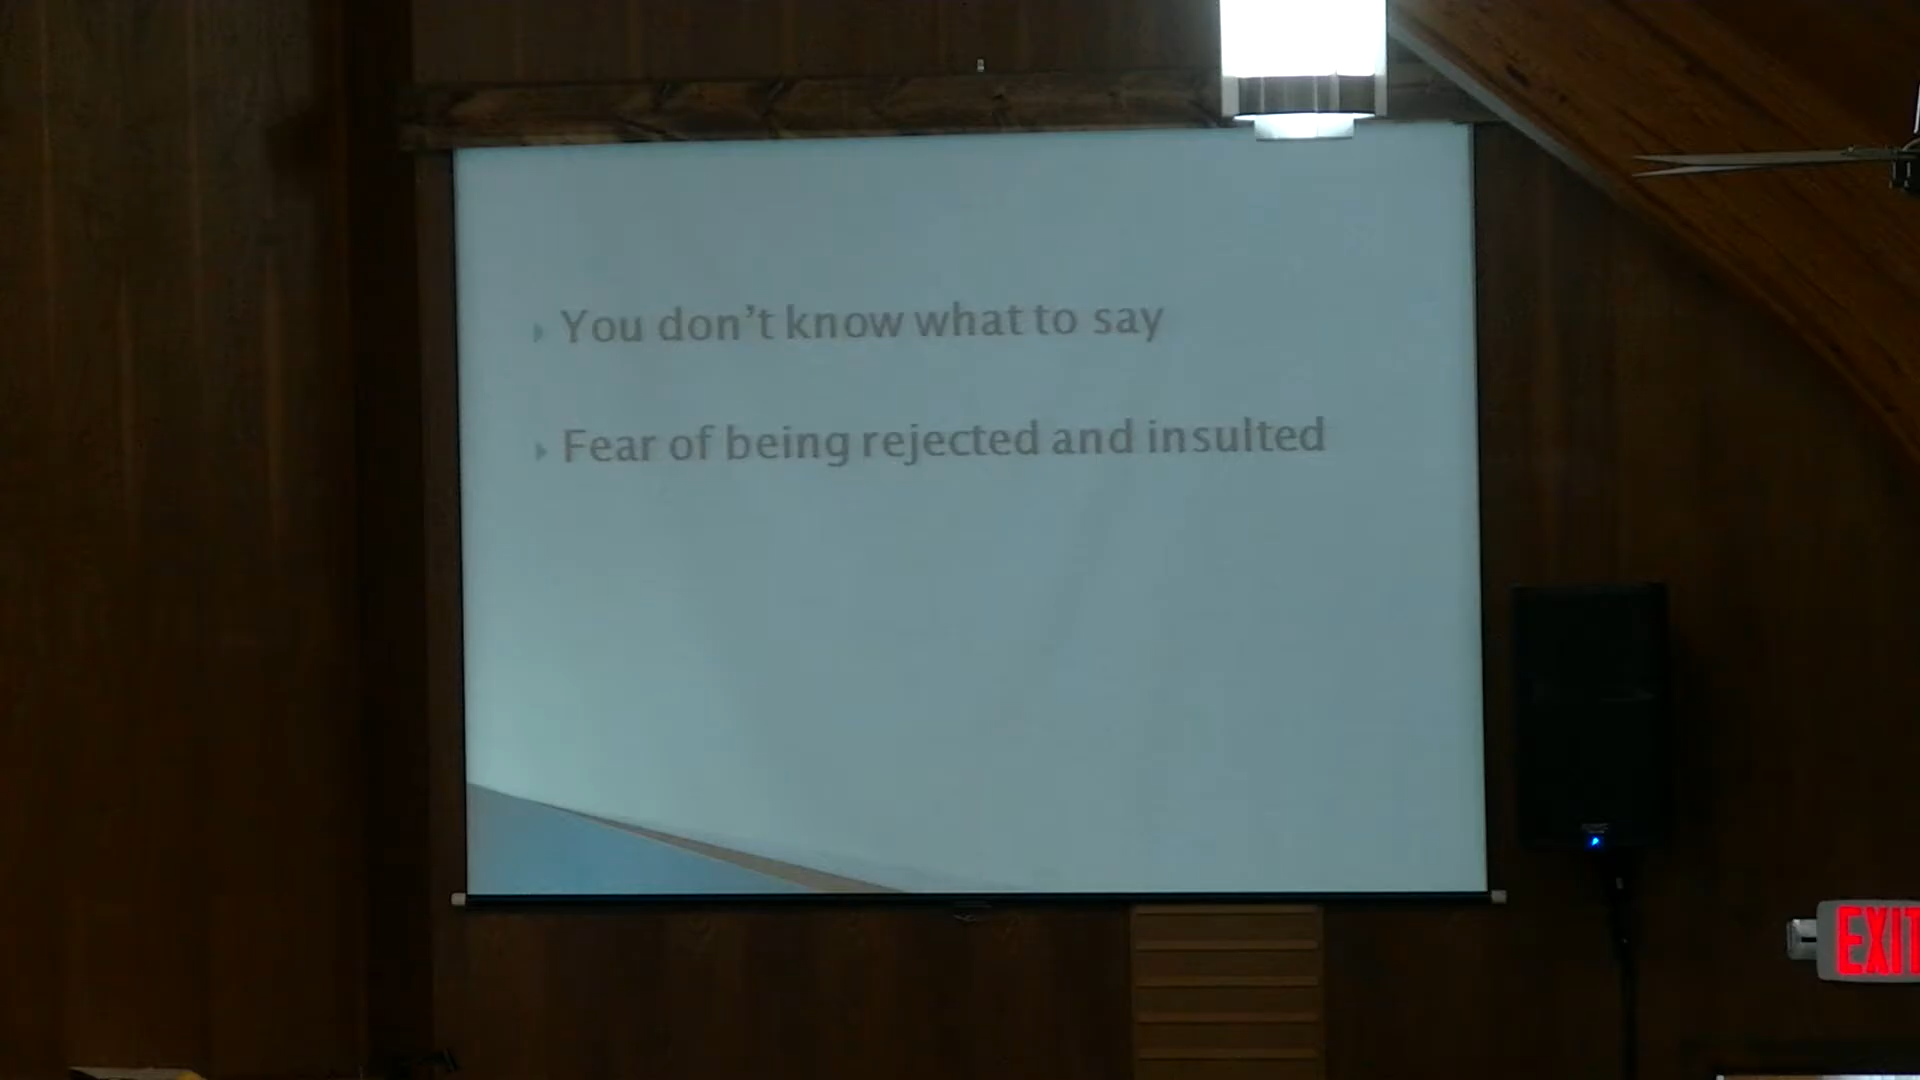 You don't know what to say
Fear of being rejected and insulted
EXIT